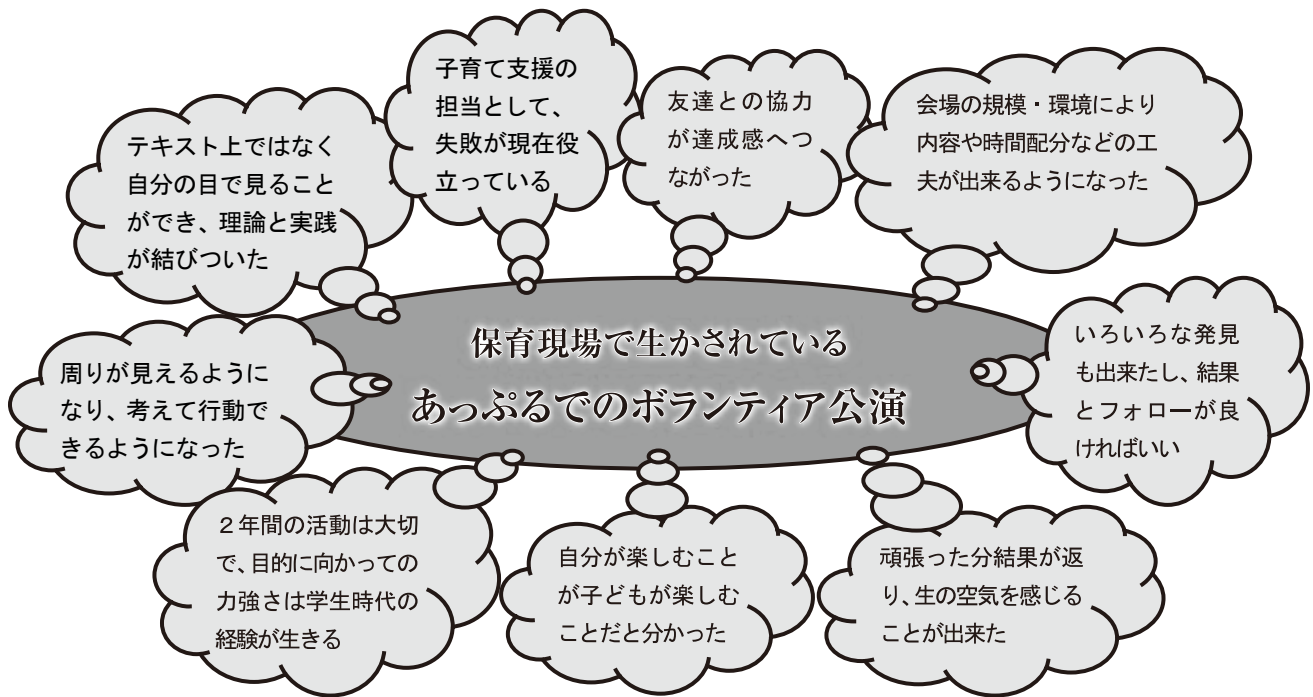 子育て支援の
担当として、
失敗が現在役
立っている
友達との協力
が達成感へつ
ながった
会場の規模・環境により
内容や時間配分などの工
夫が出来るようになった
テキスト上ではなく
自分の目で見ること
ができ、理論と実践
が結びついた
保育現場で生かされている
あっぷるでのボランティア公演
いろいろな発見
も出来たし、結果
とフォローが良
ければいい
周りが見えるように
なり、考えて行動で
きるようになった
２年間の活動は大切
で、目的に向かっての
力強さは学生時代の
経験が生きる
自分が楽しむこと
が子どもが楽しむ
ことだと分かった
頑張った分結果が返
り、生の空気を感じる
ことが出来た